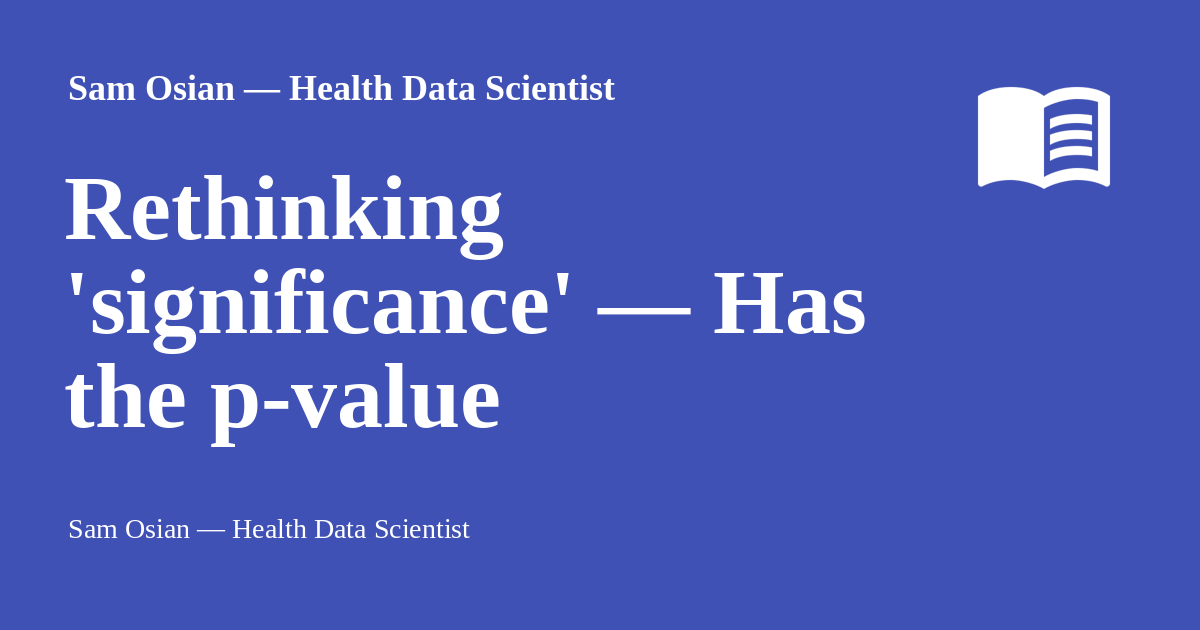 Sam Osian — Health Data Scientist
Rethinking
'significance' — Has
the p-value
Sam Osian — Health Data Scientist